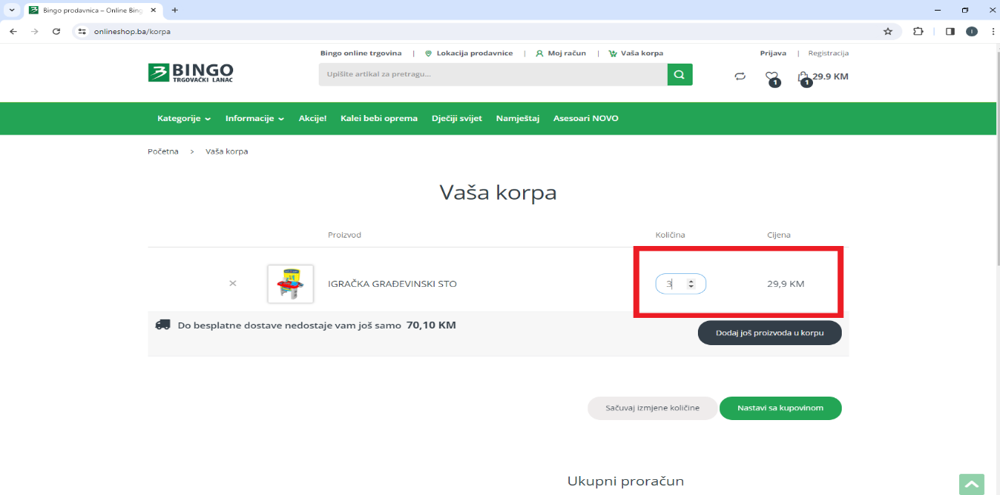 Bingo prodavnica – Online Bing
onlineshop.ba/korpa
I
Bingo online trgovina | Lokacija prodavnice | Moj račun | Vaša korpa
Prijava | Registracija
BINGO
TRGOVAČKI LANAC
Upišite artikal za pretragu...
1
1
29.9 KM
Kategorije Informacije Akcije! Kalei bebi oprema Dječiji svijet Namještaj Asesoari NOVO
Početna > Vaša korpa
Vaša korpa
Proizvod Količina Cijena
× IGRAČKA GRAĐEVINSKI STO 3 29,9 KM
Do besplatne dostave nedostaje vam još samo 70,10 KM
Dodaj još proizvoda u korpu
Sačuvaj izmjene količine Nastavi sa kupovinom
Ukupni proračun